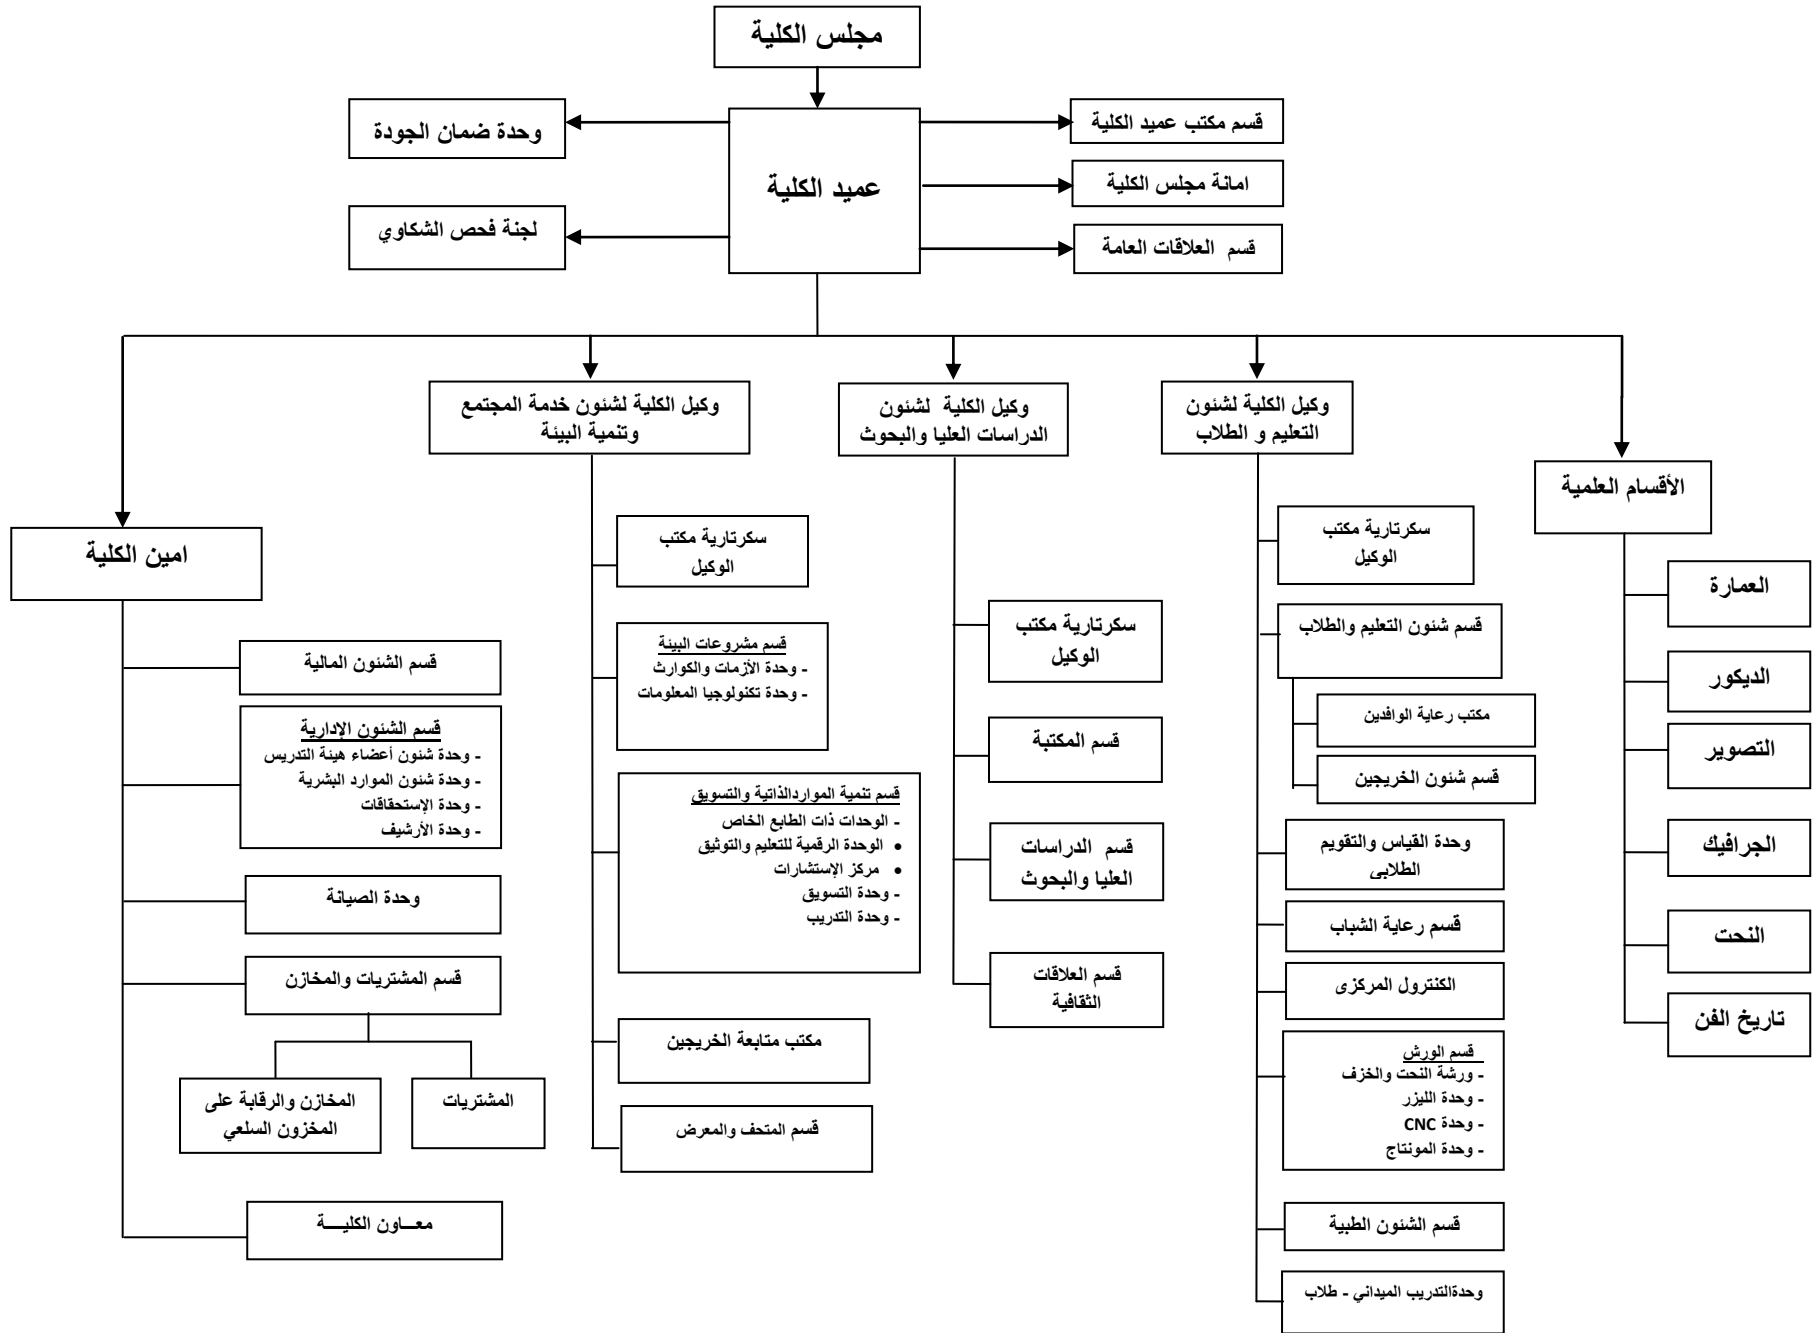 مجلس الكلية
قسم مكتب عميد الكلية
وحدة ضمان الجودة
عميد الكلية
امانة مجلس الكلية
لجنة فحص الشكاوي
قسم العلاقات العامة
الأقسام العلمية
العمارة
الديكور
التصوير
الجرافيك
النحت
تاريخ الفن
وكيل الكلية لشئون
التعليم و الطلاب
سكرتارية مكتب
الوكيل
قسم شئون التعليم والطلاب
مكتب رعاية الوافدين
قسم شئون الخريجين
وحدة القياس والتقويم
الطلابى
قسم رعاية الشباب
الكنترول المركزى
قسم الورش
- ورشة النحت والخزف
- وحدة الليزر
- وحدة CNC
- وحدة المونتاج
قسم الشئون الطبية
وحدةالتدريب الميداني - طلاب
وكيل الكلية لشئون
الدراسات العليا والبحوث
سكرتارية مكتب
الوكيل
قسم المكتبة
قسم الدراسات
العليا والبحوث
قسم العلاقات
الثقافية
وكيل الكلية لشئون خدمة المجتمع
وتنمية البيئة
سكرتارية مكتب
الوكيل
قسم مشروعات البيئة
- وحدة الأزمات والكوارث
- وحدة تكنولوجيا المعلومات
قسم تنمية المواردالذاتية والتسويق
- الوحدات ذات الطابع الخاص
• الوحدة الرقمية للتعليم والتوثيق
• مركز الإستشارات
- وحدة التسويق
- وحدة التدريب
مكتب متابعة الخريجين
قسم المتحف والمعرض
امين الكلية
قسم الشئون المالية
قسم الشئون الإدارية
- وحدة شئون أعضاء هيئة التدريس
- وحدة شئون الموارد البشرية
- وحدة الإستحقاقات
- وحدة الأرشيف
وحدة الصيانة
قسم المشتريات والمخازن
المشتريات
المخازن والرقابة على
المخزون السلعي
معـــاون الكليـــــة